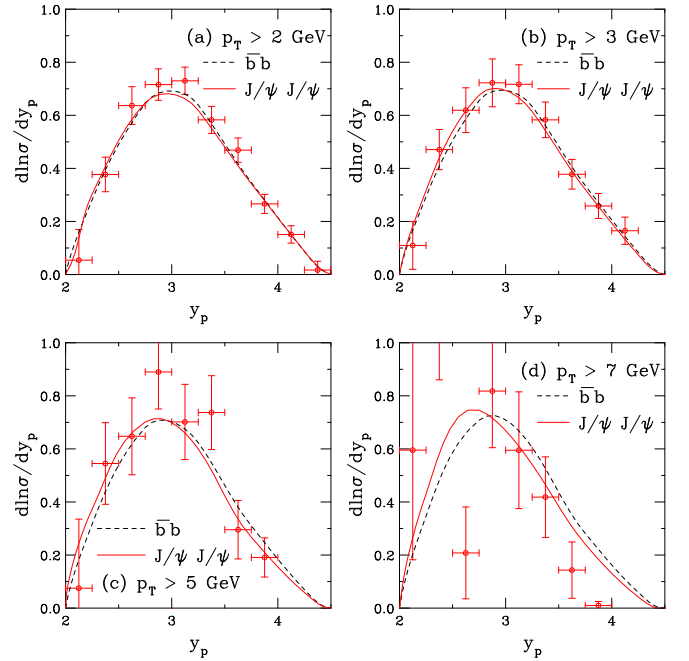 1.0
0.8
0.6
0.4
0.2
0.0
dlnσ/dy_p
(a) p_T > 2 GeV
b̅b
J/ψ J/ψ
2 3 4
y_p
1.0
0.8
0.6
0.4
0.2
0.0
dlnσ/dy_p
(b) p_T > 3 GeV
b̅b
J/ψ J/ψ
2 3 4
y_p
1.0
0.8
0.6
0.4
0.2
0.0
dlnσ/dy_p
b̅b
J/ψ J/ψ
(c) p_T > 5 GeV
2 3 4
y_p
1.0
0.8
0.6
0.4
0.2
0.0
dlnσ/dy_p
(d) p_T > 7 GeV
b̅b
J/ψ J/ψ
2 3 4
y_p